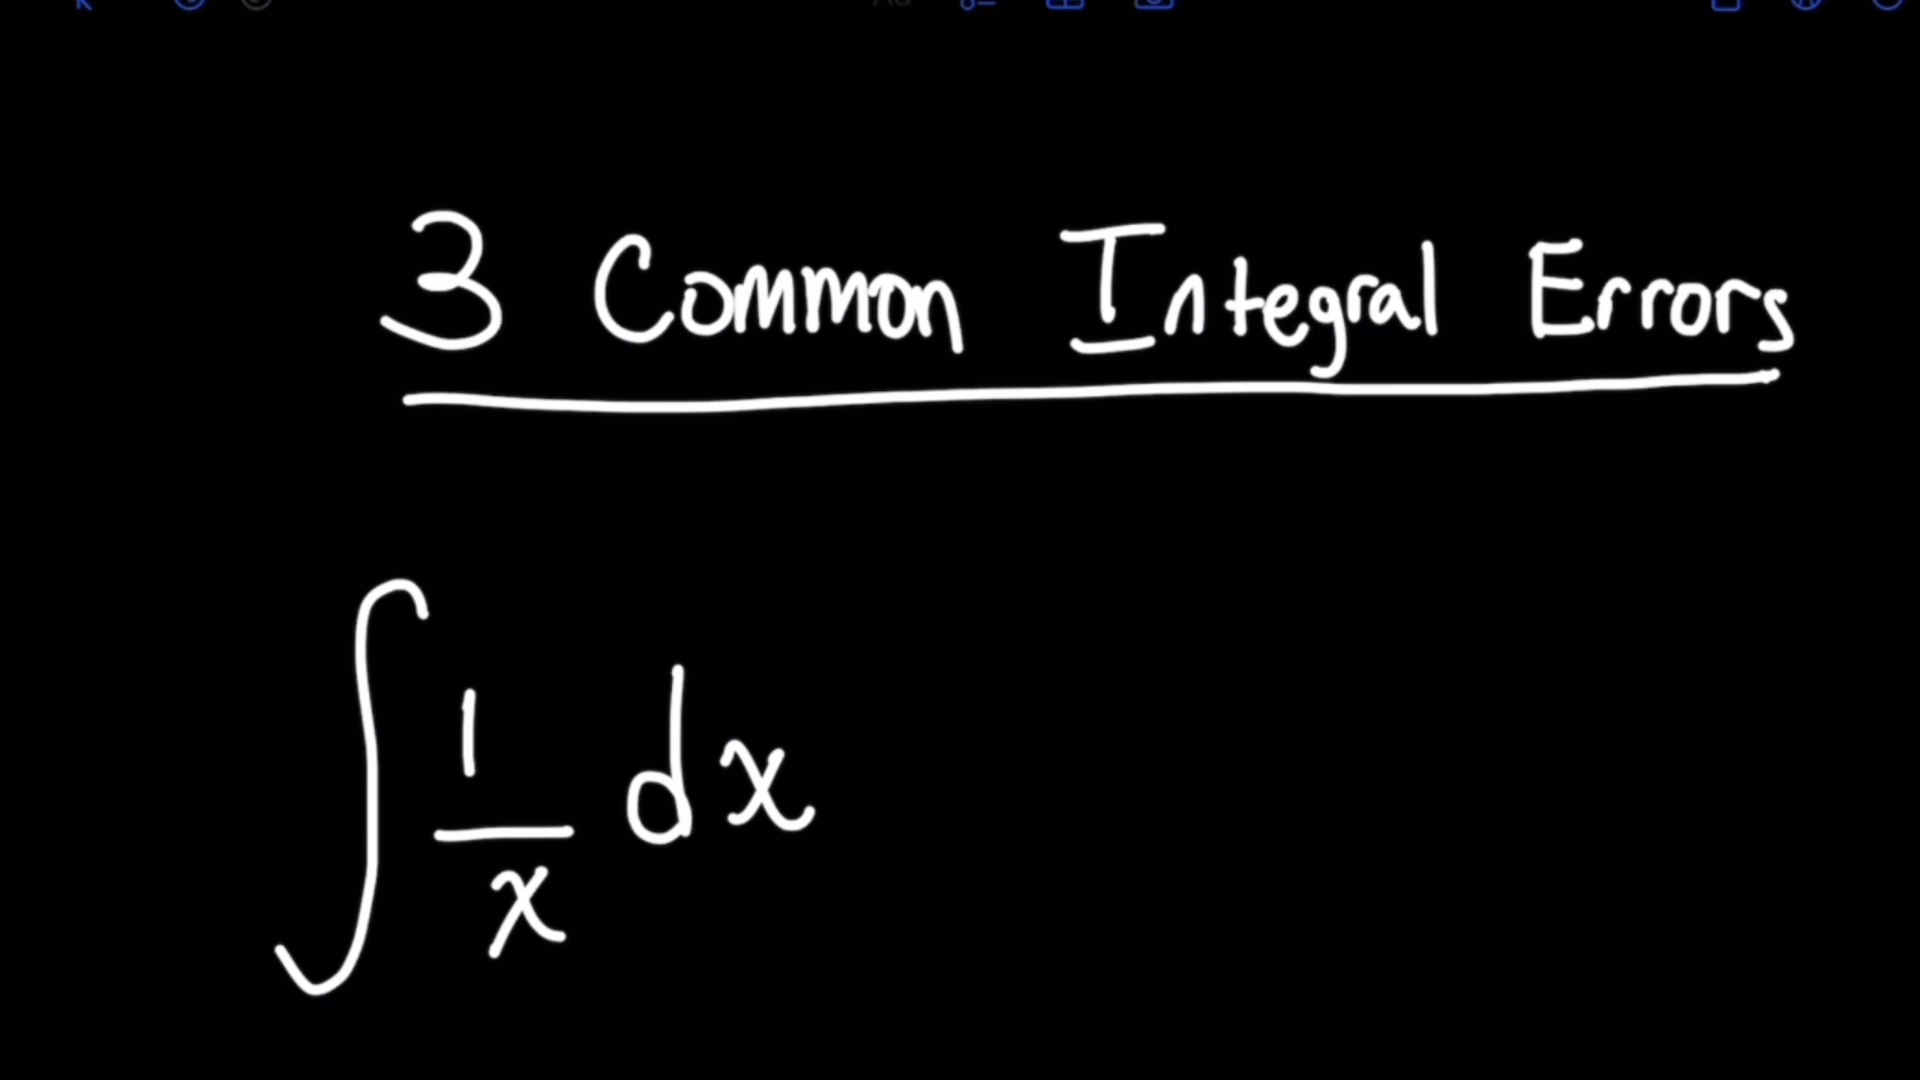 3 Common Integral Errors
∫ 1/x dx